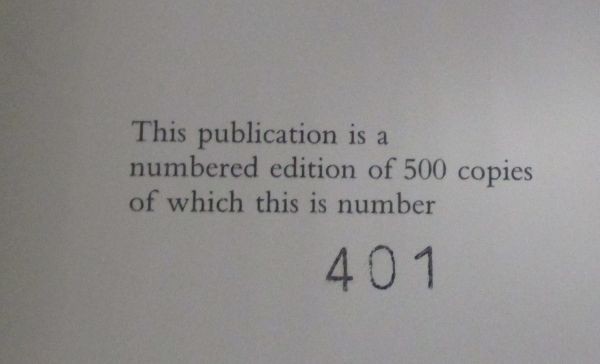 This publication is a
numbered edition of 500 copies
of which this is number
401